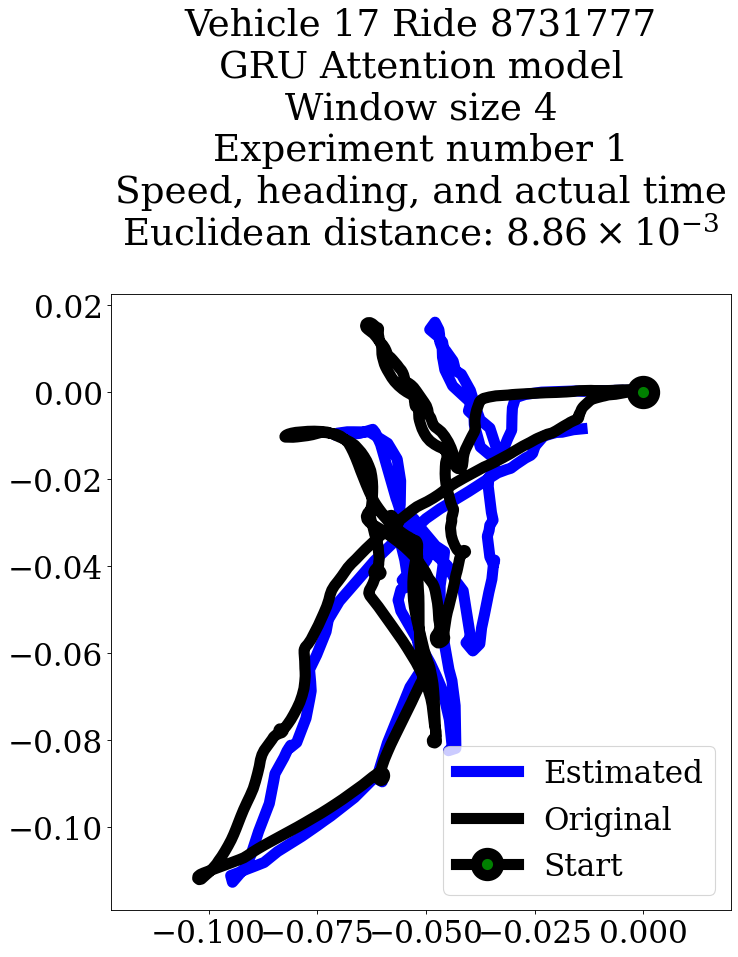 Vehicle 17 Ride 8731777
GRU Attention model
Window size 4
Experiment number 1
Speed, heading, and actual time
Euclidean distance: 8.86 × 10⁻³
0.02
0.00
−0.02
−0.04
−0.06
−0.08
−0.10
Estimated
Original
Start
−0.100 −0.075 −0.050 −0.025 0.000